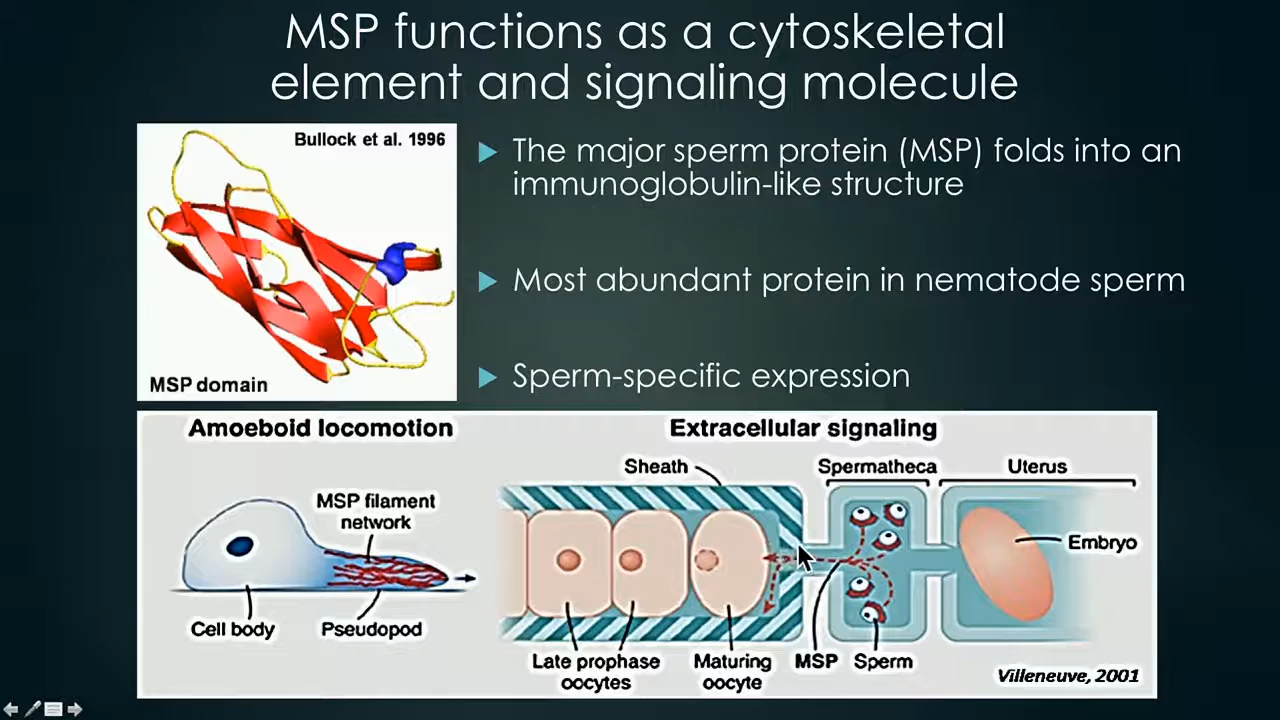 MSP functions as a cytoskeletal
element and signaling molecule
Bullock et al. 1996
MSP domain
The major sperm protein (MSP) folds into an
immunoglobulin-like structure
Most abundant protein in nematode sperm
Sperm-specific expression
Amoeboid locomotion
MSP filament
network
Cell body
Pseudopod
Extracellular signaling
Sheath
Spermatheca
Uterus
Embryo
Late prophase
oocytes
Maturing
oocyte
MSP
Sperm
Villeneuve, 2001